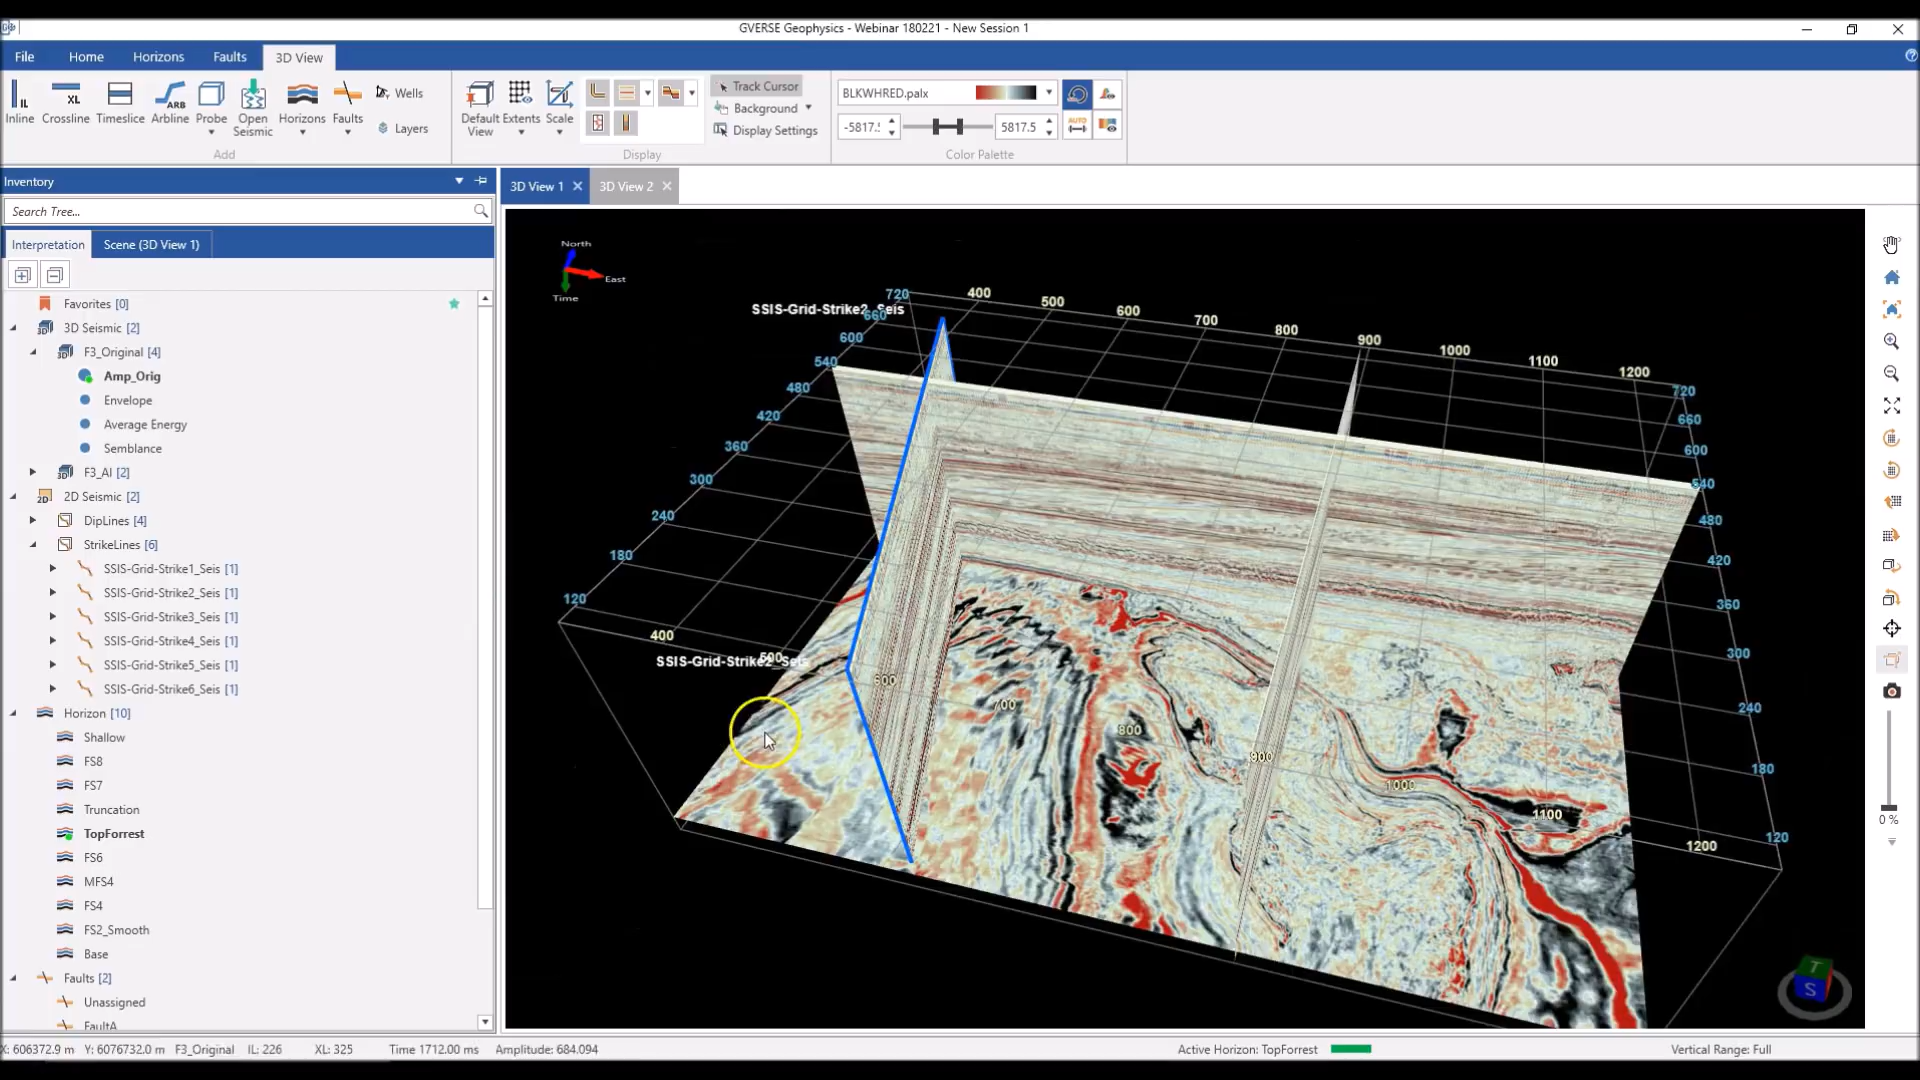 GVERSE Geophysics - Webinar 180221 - New Session 1
File Home Horizons Faults 3D View
IL XL ARB
Inline Crossline Timeslice Arbline Probe Open Seismic Horizons Faults
Wells
Layers
Add
Default View Extents Scale
Track Cursor
Background
Display Settings
Display
BLKWHRED.palx
-5817.5 5817.5
AUTO
Color Palette
Inventory
Search Tree...
Interpretation Scene (3D View 1)
Favorites [0]
3D Seismic [2]
F3_Original [4]
Amp_Orig
Envelope
Average Energy
Semblance
F3_AI [2]
2D Seismic [2]
DipLines [4]
StrikeLines [6]
SSIS-Grid-Strike1_Seis [1]
SSIS-Grid-Strike2_Seis [1]
SSIS-Grid-Strike3_Seis [1]
SSIS-Grid-Strike4_Seis [1]
SSIS-Grid-Strike5_Seis [1]
SSIS-Grid-Strike6_Seis [1]
Horizon [10]
Shallow
FS8
FS7
Truncation
TopForrest
FS6
MFS4
FS4
FS2_Smooth
Base
Faults [2]
Unassigned
FaultA
3D View 1 3D View 2
North
East
Time
SSIS-Grid-Strike2_Seis
720 660 600 540 480 420 360 300 240 180 120
400 500 600 700 800 900 1000 1100 1200
720 660 600 540 480 420 360 300 240 180 120
400 500 600 700 800 900 1000 1100 1200
SSIS-Grid-Strike2_Seis
T
S
0 %
X: 606372.9 m Y: 6076732.0 m F3_Original IL: 226 XL: 325 Time 1712.00 ms Amplitude: 684.094 Active Horizon: TopForrest Vertical Range: Full